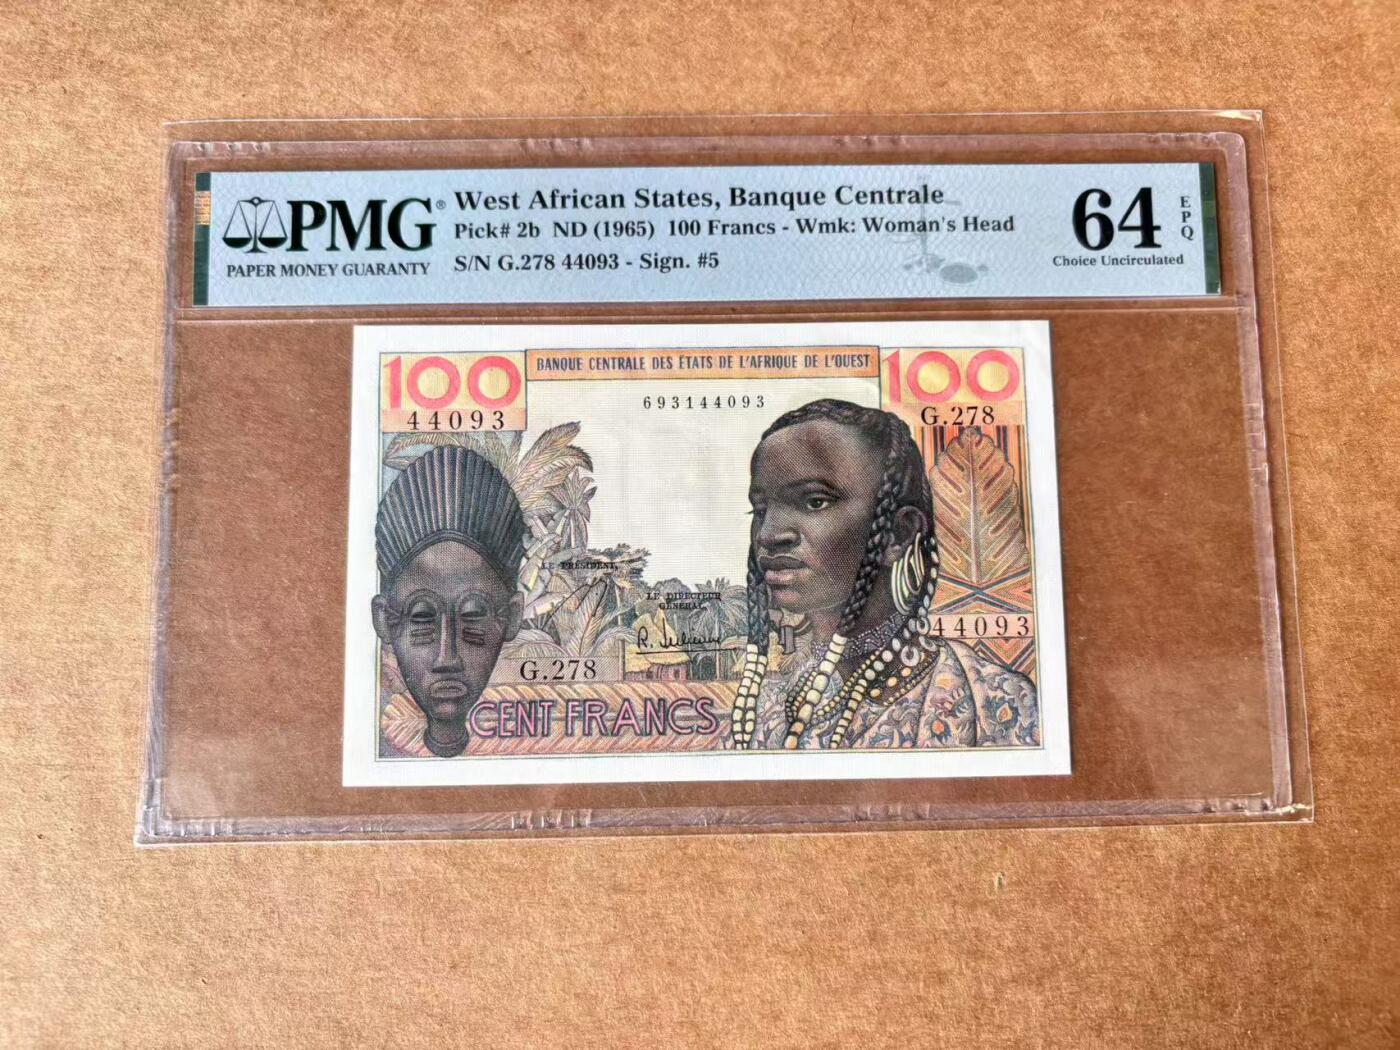 PMG®
PAPER MONEY GUARANTY
West African States, Banque Centrale
Pick# 2b ND (1965) 100 Francs - Wmk: Woman's Head
S/N G.278 44093 - Sign. #5
64
EPQ
Choice Uncirculated
100
BANQUE CENTRALE DES ÉTATS DE L'AFRIQUE DE L'OUEST
100
44093
693144093
G.278
LE PRÉSIDENT,
LE DIRECTEUR
GÉNÉRAL,
44093
G.278
CENT FRANCS